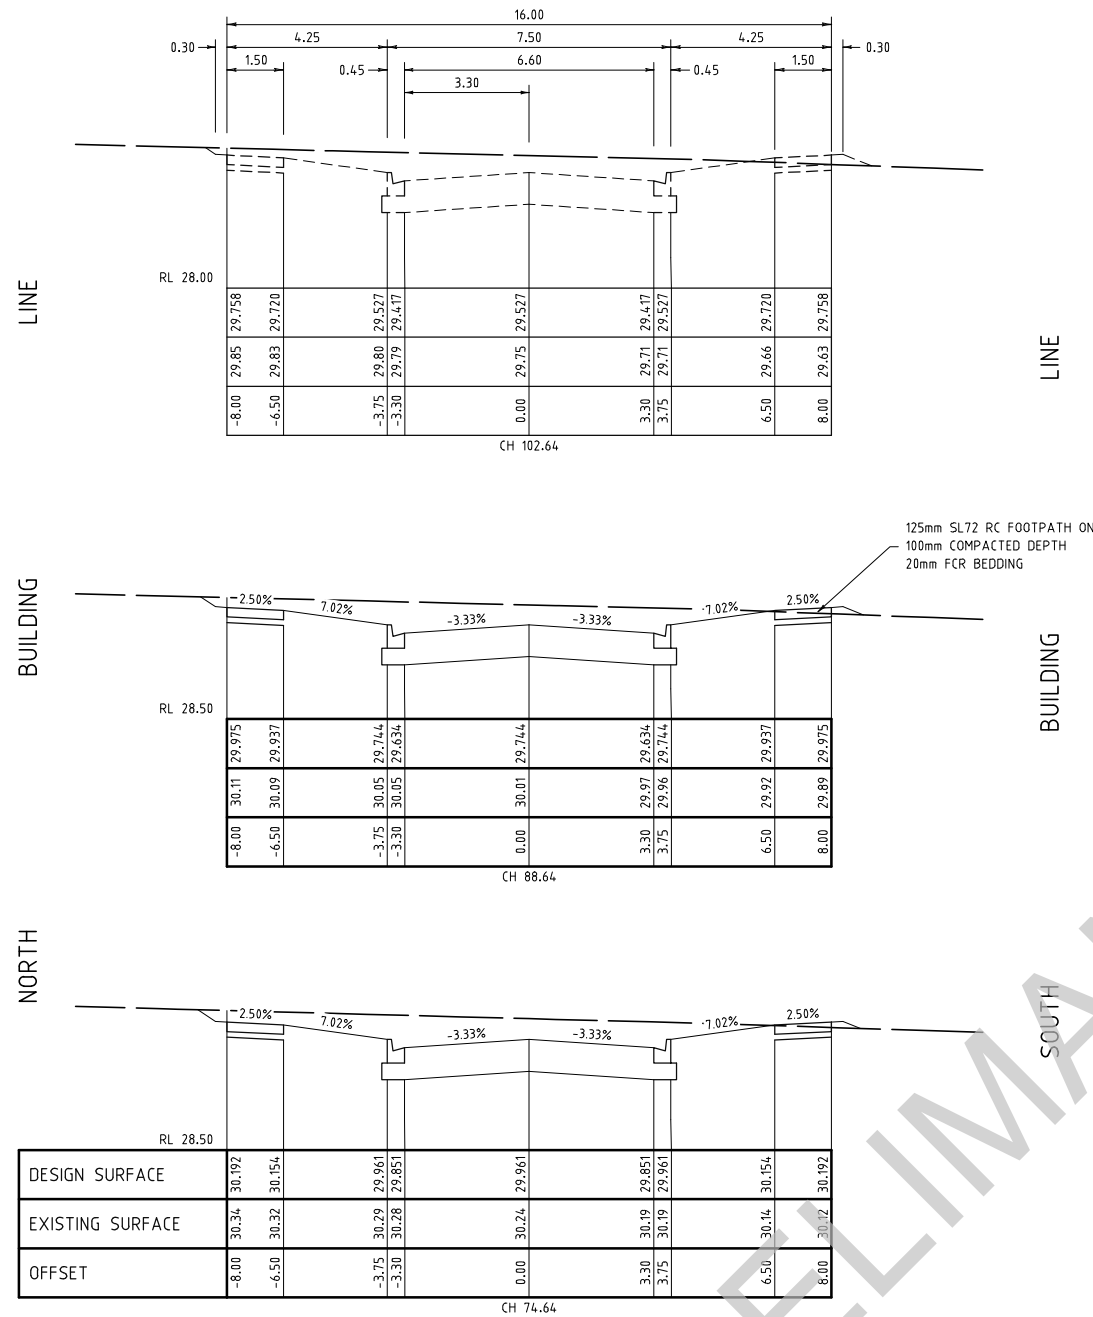 16.00
4.25 7.50 4.25
0.30 0.30
1.50 0.45 6.60 0.45 1.50
3.30
RL 28.00
29.758 29.720 29.527 29.417 29.527 29.417 29.527 29.720 29.758
29.85 29.83 29.80 29.79 29.75 29.71 29.71 29.66 29.63
-8.00 -6.50 -3.75 -3.30 0.00 3.30 3.75 6.50 8.00
CH 102.64
LINE
LINE
125mm SL72 RC FOOTPATH ON
100mm COMPACTED DEPTH
20mm FCR BEDDING
-2.50% 7.02% -3.33% -3.33% -7.02% 2.50%
BUILDING
BUILDING
RL 28.50
29.975 29.937 29.744 29.634 29.744 29.634 29.744 29.937 29.975
30.11 30.09 30.05 30.05 30.01 29.97 29.96 29.92 29.89
-8.00 -6.50 -3.75 -3.30 0.00 3.30 3.75 6.50 8.00
CH 88.64
NORTH
SOUTH
-2.50% 7.02% -3.33% -3.33% -7.02% 2.50%
RL 28.50
DESIGN SURFACE 30.192 30.154 29.961 29.851 29.961 29.851 29.961 30.154 30.192
EXISTING SURFACE 30.34 30.32 30.29 30.28 30.24 30.19 30.19 30.14 30.12
OFFSET -8.00 -6.50 -3.75 -3.30 0.00 3.30 3.75 6.50 8.00
CH 74.64